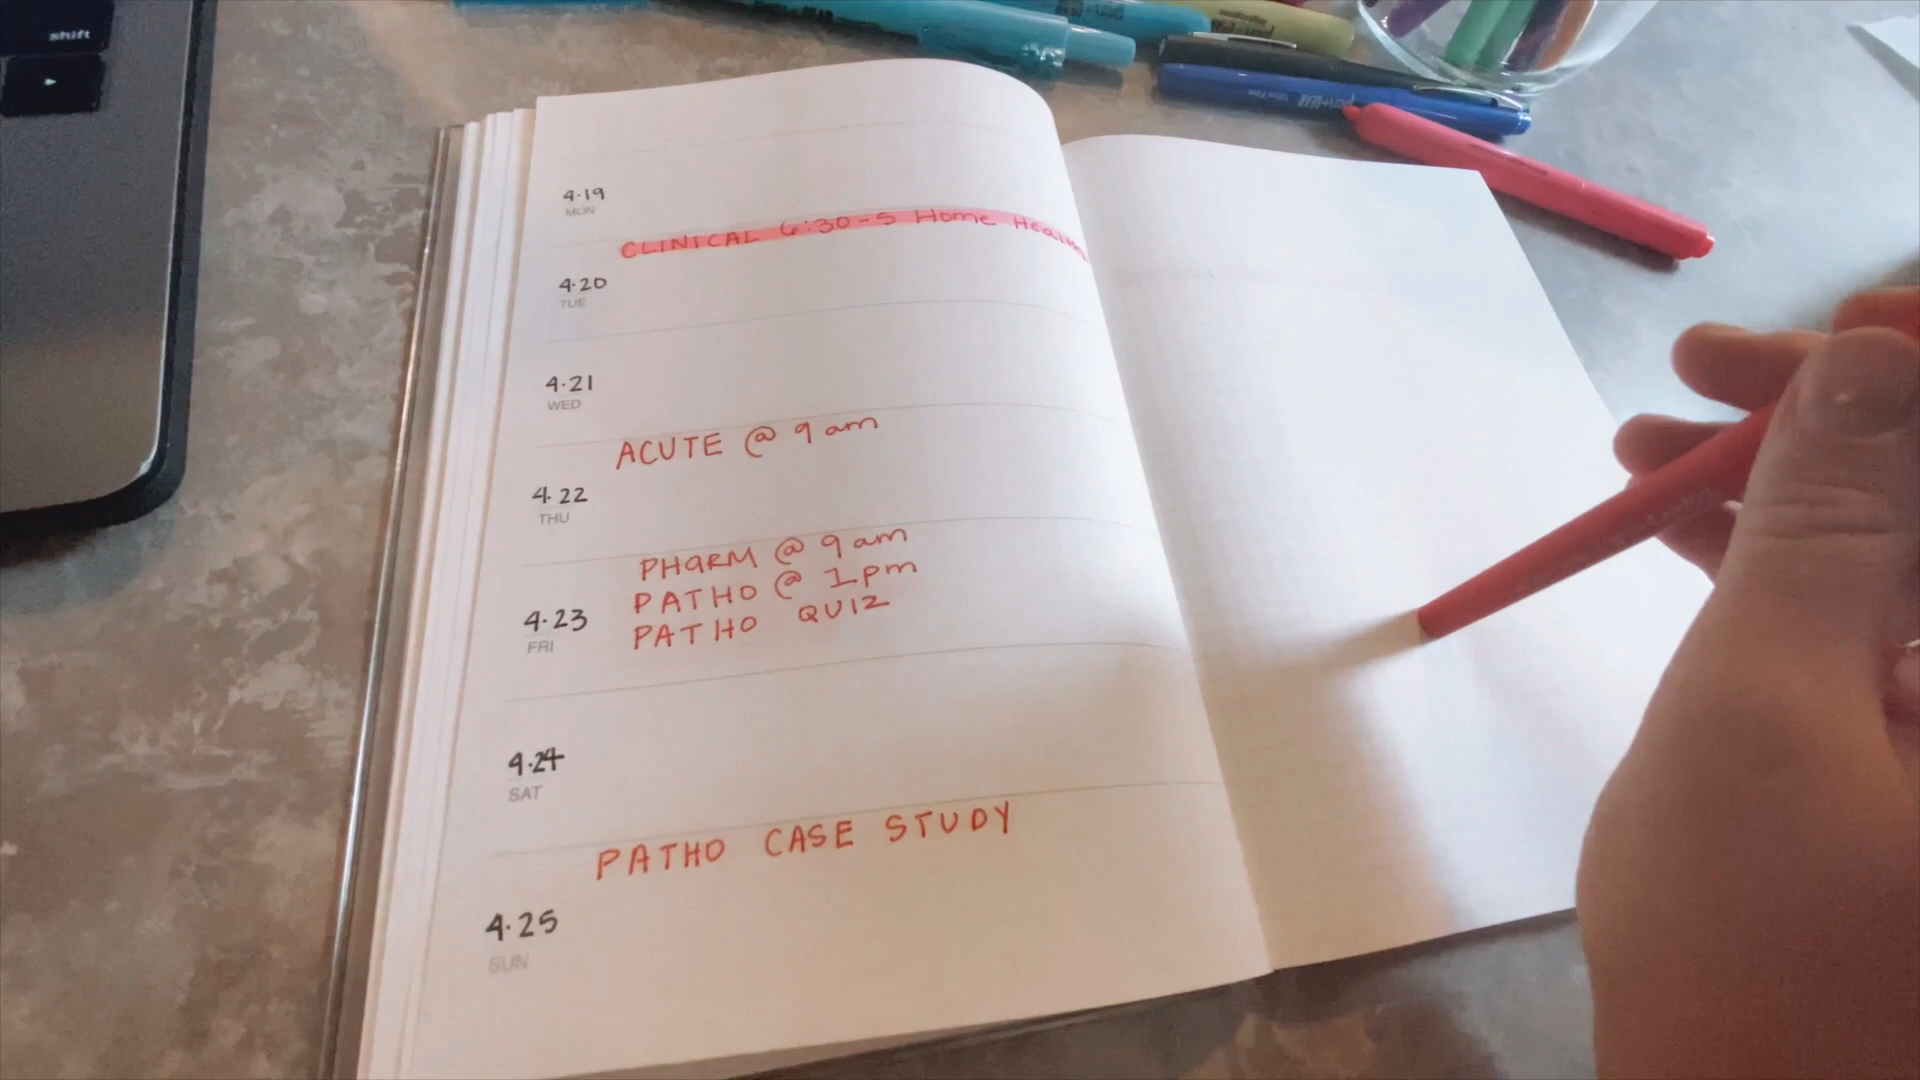 shift
4.19
MON
CLINICAL 6:30-5 Home Health
4.20
TUE
4.21
WED
ACUTE @ 9am
4.22
THU
PHARM @ 9am
PATHO @ 1pm
PATHO QUIZ
4.23
FRI
4.24
SAT
PATHO CASE STUDY
4.25
SUN